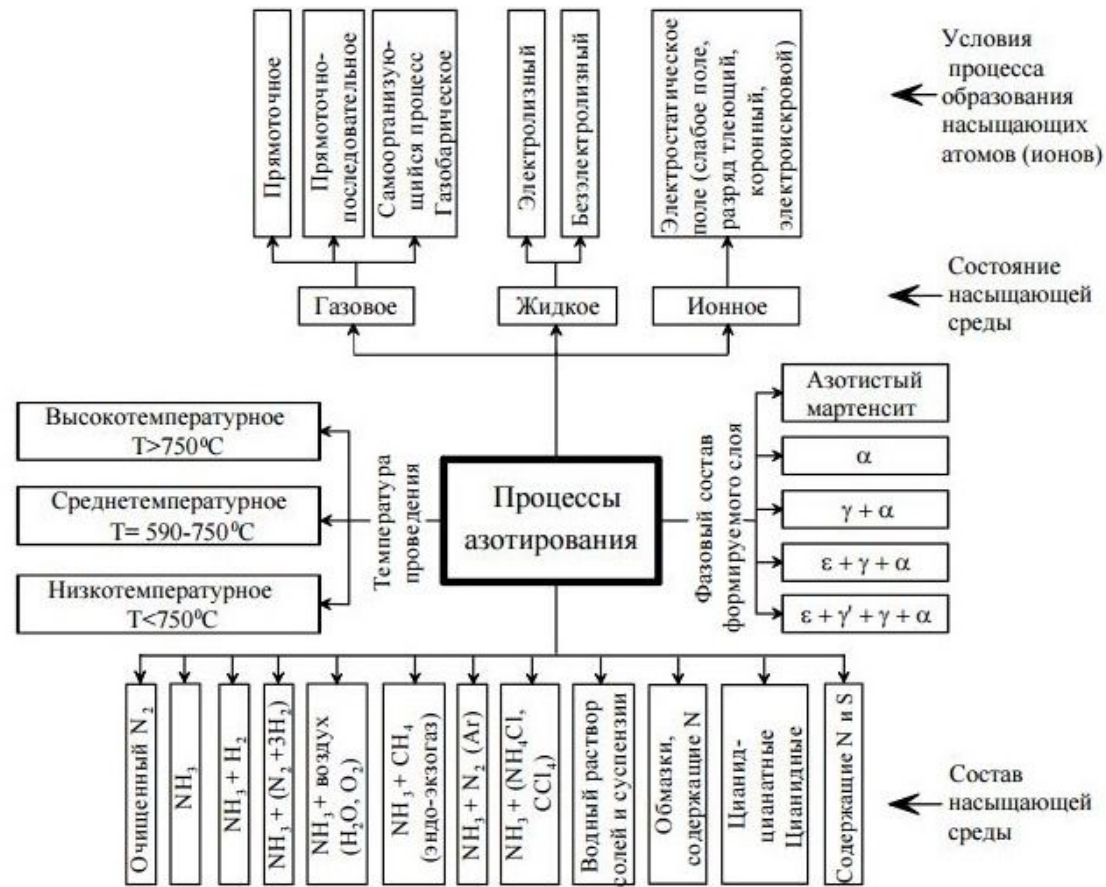 Прямоточное
Прямоточно-
последовательное
Самоорганизую-
щийся процесс
Газобарическое
Электролизный
Безэлектролизный
Электростатическое
поле (слабое поле,
разряд тлеющий,
коронный,
электроискровой)
Условия
процесса
образования
насыщающих
атомов (ионов)
Газовое
Жидкое
Ионное
Состояние
насыщающей
среды
Высокотемпературное
T>750⁰C
Среднетемпературное
T= 590-750⁰C
Низкотемпературное
T<750⁰C
Температура
проведения
Процессы
азотирования
Фазовый состав
формируемого слоя
Азотистый
мартенсит
α
γ + α
ε + γ + α
ε + γ' + γ + α
Очищенный N₂
NH₃
NH₃ + H₂
NH₃ + (N₂ +3H₂)
NH₃ + воздух
(H₂O, O₂)
NH₃ + CH₄
(эндо-экзогаз)
NH₃ + N₂ (Ar)
NH₃ + (NH₄Cl,
CCl₄)
Водный раствор
солей и суспензии
Обмазки,
содержащие N
Цианид-
цианатные
Цианидные
Содержащие N и S
Состав
насыщающей
среды